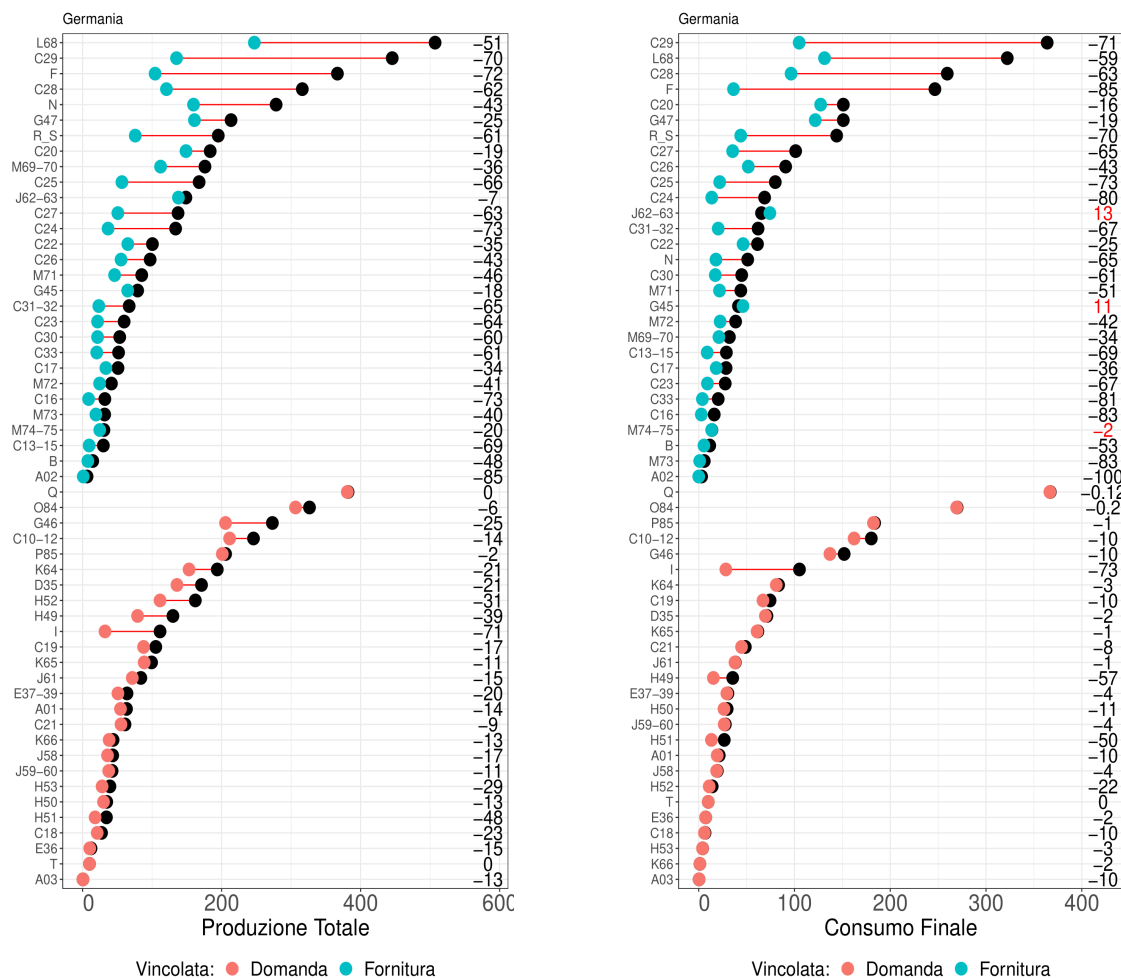 Germania
L68 −51
C29 −70
F −72
C28 −62
N −43
G47 −25
R_S −61
C20 −19
M69−70 −36
C25 −66
J62−63 −7
C27 −63
C24 −73
C22 −35
C26 −43
M71 −46
G45 −18
C31−32 −65
C23 −64
C30 −60
C33 −61
C17 −34
M72 −41
C16 −73
M73 −40
M74−75 −20
C13−15 −69
B −48
A02 −85
Q 0
O84 −6
G46 −25
C10−12 −14
P85 −2
K64 −21
D35 −21
H52 −31
H49 −39
I −71
C19 −17
K65 −11
J61 −15
E37−39 −20
A01 −14
C21 −9
K66 −13
J58 −17
J59−60 −11
H53 −29
H50 −13
H51 −48
C18 −23
E36 −15
T 0
A03 −13
0 200 400 600
Produzione Totale
Vincolata: Domanda Fornitura
Germania
C29 −71
L68 −59
C28 −63
F −85
C20 −16
G47 −19
R_S −70
C27 −65
C26 −43
C25 −73
C24 −80
J62−63 13
C31−32 −67
C22 −25
N −65
C30 −61
M71 −51
G45 11
M72 −42
M69−70 −34
C13−15 −69
C17 −36
C23 −67
C33 −81
C16 −83
M74−75 −2
B −53
M73 −83
A02 −100
Q −0.12
O84 −0.2
P85 −1
C10−12 −10
G46 −10
I −73
K64 −3
C19 −10
D35 −2
K65 −1
C21 −8
J61 −1
H49 −57
E37−39 −4
H50 −11
J59−60 −4
H51 −50
A01 −10
J58 −4
H52 −22
T 0
E36 −2
C18 −10
H53 −3
K66 −2
A03 −10
0 100 200 300 400
Consumo Finale
Vincolata: Domanda Fornitura